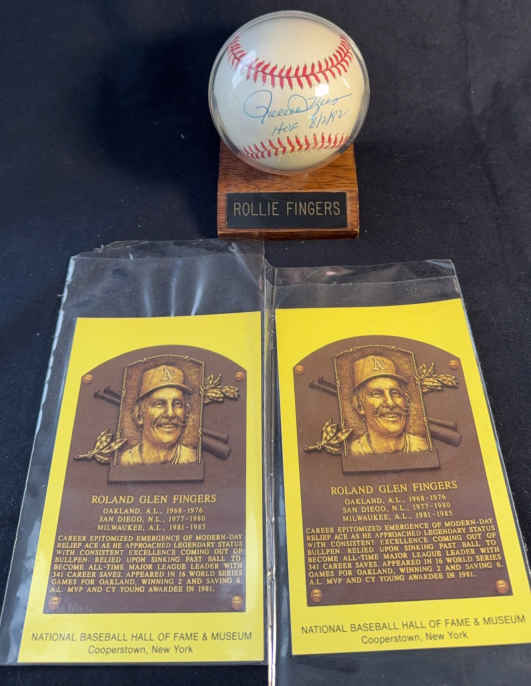 Rollie Fingers
HOF 8/2/92
ROLLIE FINGERS
A
ROLAND GLEN FINGERS
OAKLAND, A.L., 1968-1976
SAN DIEGO, N.L., 1977-1980
MILWAUKEE, A.L., 1981-1985
CAREER EPITOMIZED EMERGENCE OF MODERN-DAY
RELIEF ACE AS HE APPROACHED LEGENDARY STATUS
WITH CONSISTENT EXCELLENCE COMING OUT OF
BULLPEN. RELIED UPON SINKING FAST BALL TO
BECOME ALL-TIME MAJOR LEAGUE LEADER WITH
341 CAREER SAVES. APPEARED IN 16 WORLD SERIES
GAMES FOR OAKLAND, WINNING 2 AND SAVING 6.
A.L. MVP AND CY YOUNG AWARDEE IN 1981.
NATIONAL BASEBALL HALL OF FAME & MUSEUM
Cooperstown, New York
A
ROLAND GLEN FINGERS
OAKLAND, A.L., 1968-1976
SAN DIEGO, N.L., 1977-1980
MILWAUKEE, A.L., 1981-1985
CAREER EPITOMIZED EMERGENCE OF MODERN-DAY
RELIEF ACE AS HE APPROACHED LEGENDARY STATUS
WITH CONSISTENT EXCELLENCE COMING OUT OF
BULLPEN. RELIED UPON SINKING FAST BALL TO
BECOME ALL-TIME MAJOR LEAGUE LEADER WITH
341 CAREER SAVES. APPEARED IN 16 WORLD SERIES
GAMES FOR OAKLAND, WINNING 2 AND SAVING 6.
A.L. MVP AND CY YOUNG AWARDEE IN 1981.
NATIONAL BASEBALL HALL OF FAME & MUSEUM
Cooperstown, New York